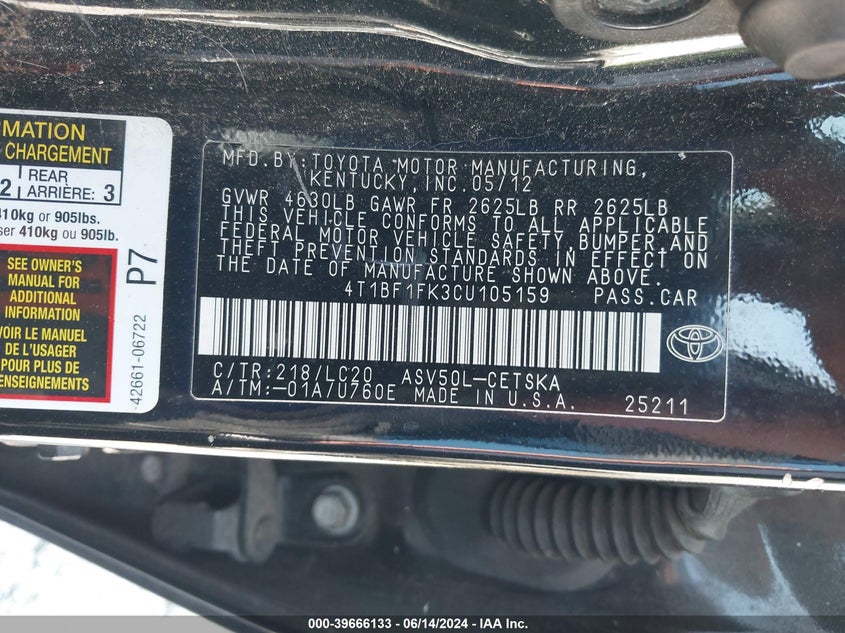 RMATION
CHARGEMENT
2 REAR ARRIÈRE: 3
410kg or 905lbs.
ser 410kg ou 905lb.
SEE OWNER'S
MANUAL FOR
ADDITIONAL
INFORMATION
VOIR LE MANUEL
DE L'USAGER
POUR PLUS DE
RENSEIGNEMENTS
P7
42661-06722
MFD.BY:TOYOTA MOTOR MANUFACTURING,
KENTUCKY, INC.05/12
GVWR 4630LB GAWR FR 2625LB RR 2625LB
THIS VEHICLE CONFORMS TO ALL APPLICABLE
FEDERAL MOTOR VEHICLE SAFETY,BUMPER,AND
THEFT PREVENTION STANDARDS IN EFFECT ON
THE DATE OF MANUFACTURE SHOWN ABOVE.
4T1BF1FK3CU105159 PASS.CAR
C/TR:218/LC20 ASV50L-CETSKA
A/TM:-01A/U760E MADE IN U.S.A. 25211
000-39666133 - 06/14/2024 - IAA Inc.